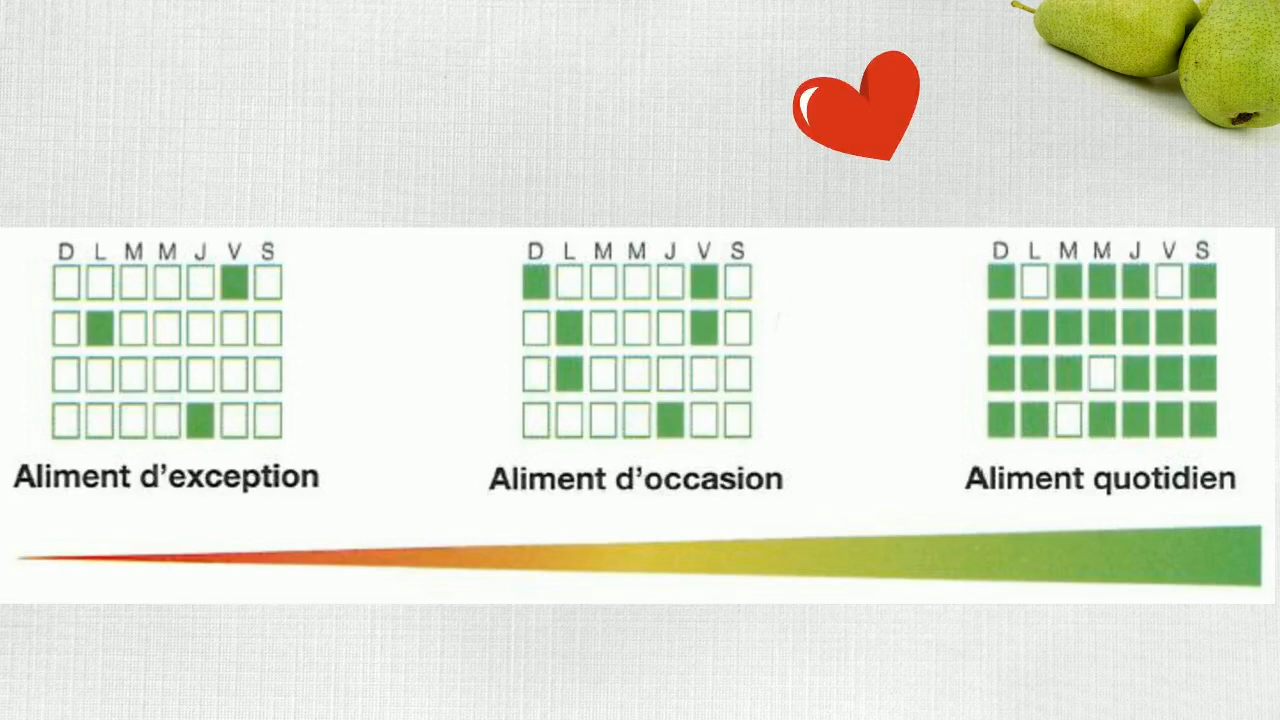 D L M M J V S
D L M M J V S
D L M M J V S
Aliment d'exception
Aliment d'occasion
Aliment quotidien